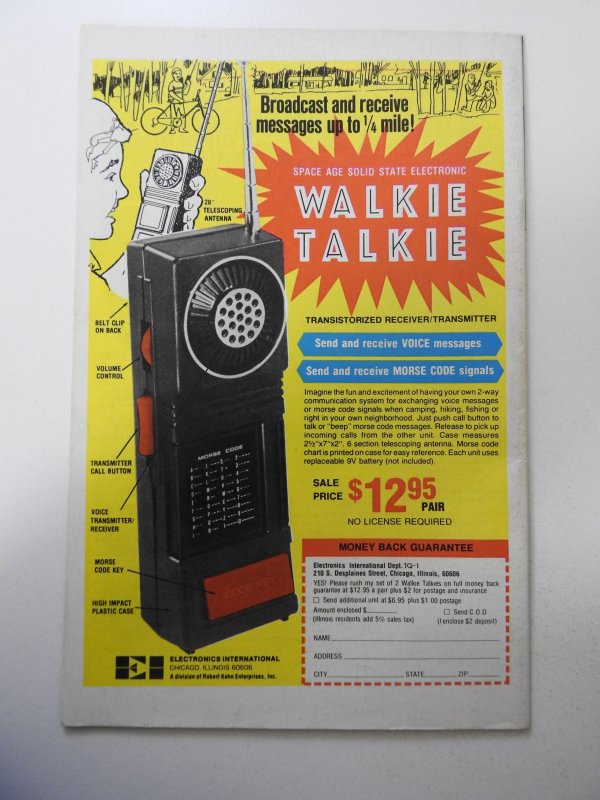 Broadcast and receive
messages up to 1/4 mile!
SPACE AGE SOLID STATE ELECTRONIC
WALKIE
TALKIE
28"
TELESCOPING
ANTENNA
BELT CLIP
ON BACK
VOLUME
CONTROL
TRANSMITTER
CALL BUTTON
VOICE
TRANSMITTER/
RECEIVER
MORSE
CODE KEY
HIGH IMPACT
PLASTIC CASE
MORSE CODE
CODE KEY
TRANSISTORIZED RECEIVER/TRANSMITTER
Send and receive VOICE messages
Send and receive MORSE CODE signals
Imagine the fun and excitement of having your own 2-way
communication system for exchanging voice messages
or morse code signals when camping, hiking, fishing or
right in your own neighborhood. Just push call button to
talk or "beep" morse code messages. Release to pick up
incoming calls from the other unit. Case measures
2½"x7"x2". 6 section telescoping antenna. Morse code
chart is printed on case for easy reference. Each unit uses
replaceable 9V battery (not included).
SALE
PRICE $12.95
PAIR
NO LICENSE REQUIRED
MONEY BACK GUARANTEE
Electronics International Dept. TQ-1
210 S. Desplaines Street, Chicago, Illinois, 60606
YES! Please rush my set of 2 Walkie Talkies on full money back
guarantee at $12.95 a pair plus $2 for postage and insurance
□ Send additional unit at $6.95 plus $1.00 postage
Amount enclosed $ □ Send C.O.D
(Illinois residents add 5% sales tax) (I enclose $2 deposit)
NAME
ADDRESS
CITY STATE ZIP
EI ELECTRONICS INTERNATIONAL
CHICAGO, ILLINOIS 60606
A division of Robert Kahn Enterprises, Inc.